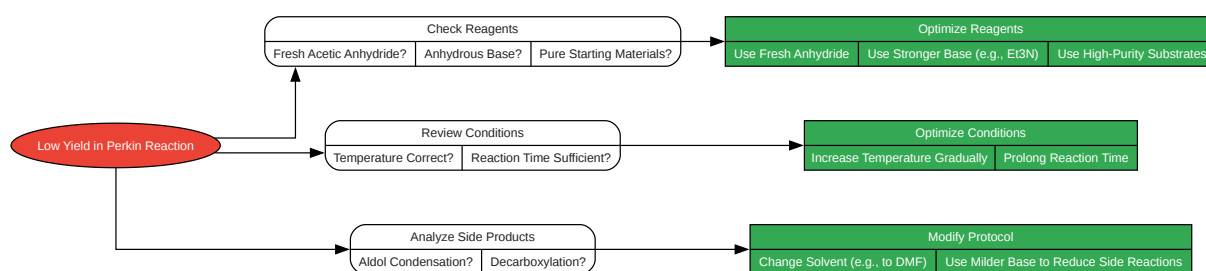 Check Reagents
Fresh Acetic Anhydride? Anhydrous Base? Pure Starting Materials?
Optimize Reagents
Use Fresh Anhydride Use Stronger Base (e.g., Et3N) Use High-Purity Substrates
Low Yield in Perkin Reaction
Review Conditions
Temperature Correct? Reaction Time Sufficient?
Optimize Conditions
Increase Temperature Gradually Prolong Reaction Time
Analyze Side Products
Aldol Condensation? Decarboxylation?
Modify Protocol
Change Solvent (e.g., to DMF) Use Milder Base to Reduce Side Reactions